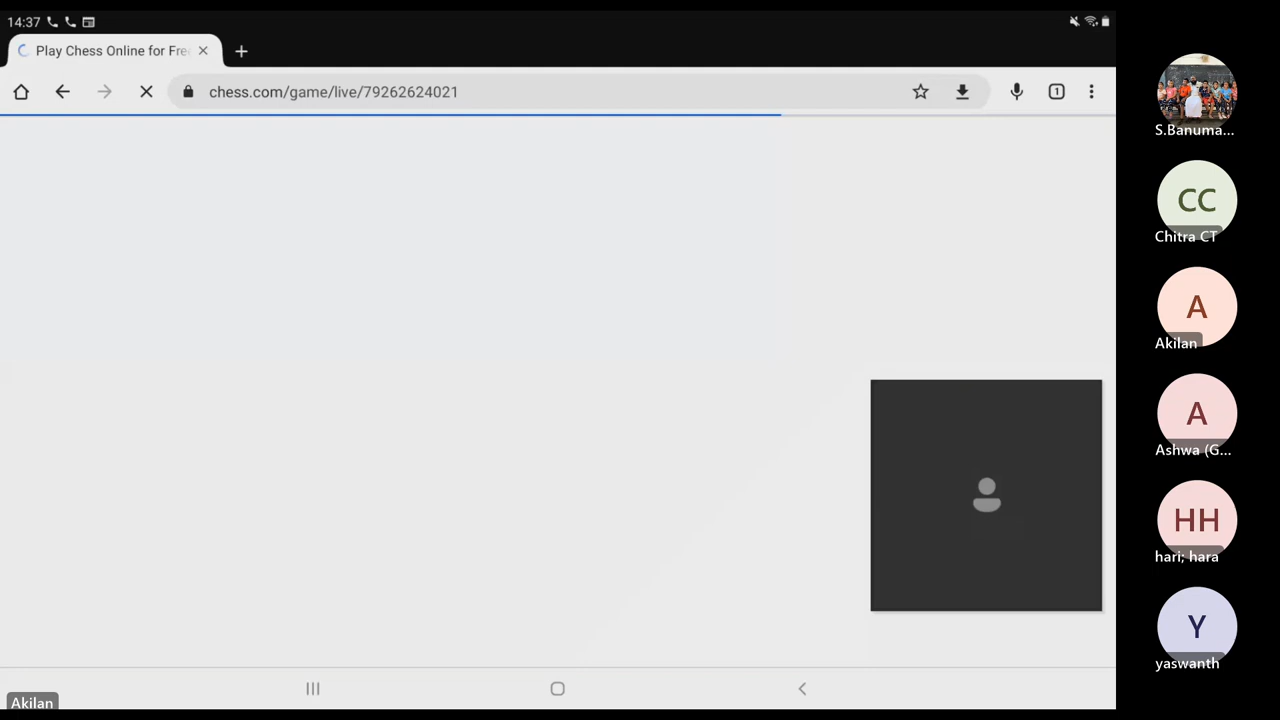 14:37
Play Chess Online for Fre
chess.com/game/live/79262624021
1
S.Banuma...
CC
Chitra CT
A
Akilan
A
Ashwa (G...
HH
hari; hara
Y
yaswanth
Akilan